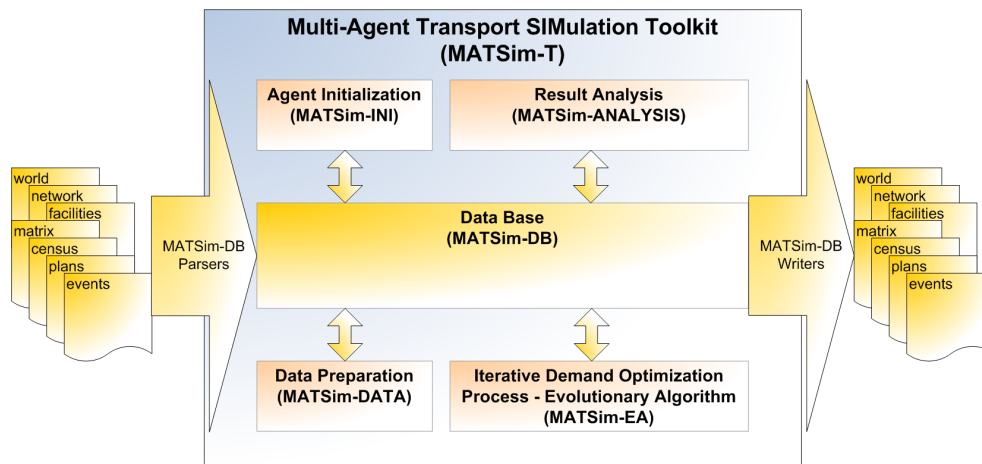 Multi-Agent Transport SIMulation Toolkit
(MATSim-T)
Agent Initialization
(MATSim-INI)
Result Analysis
(MATSim-ANALYSIS)
world
network
facilities
matrix
census
plans
events
MATSim-DB
Parsers
Data Base
(MATSim-DB)
MATSim-DB
Writers
world
network
facilities
matrix
census
plans
events
Data Preparation
(MATSim-DATA)
Iterative Demand Optimization
Process - Evolutionary Algorithm
(MATSim-EA)